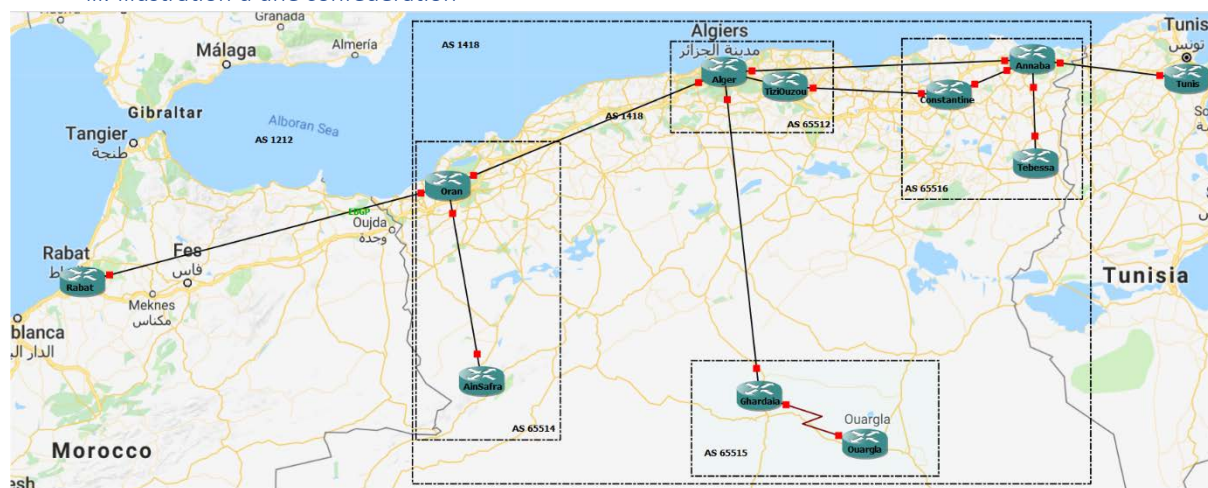 Granada
Málaga
Almería
AS 1418
Algiers
مدينة الجزائر
Alger
TiziOuzou
AS 1418
AS 65512
Annaba
Constantine
Tebessa
AS 65516
Tunis
تونس
Tunis
Gibraltar
Alboran Sea
Tangier
طنجة
AS 1212
Oran
EBGP
Oujda
وجدة
Rabat
Rabat
Fes
فاس
Meknes
مكناس
blanca
AinSafra
AS 65514
Ghardaia
Ouargla
Ouargla
AS 65515
Tunisia
Morocco